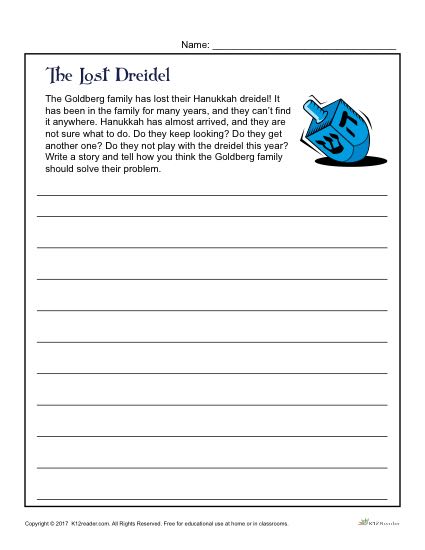 Name:
The Lost Dreidel
The Goldberg family has lost their Hanukkah dreidel! It
has been in the family for many years, and they can't find
it anywhere. Hanukkah has almost arrived, and they are
not sure what to do. Do they keep looking? Do they get
another one? Do they not play with the dreidel this year?
Write a story and tell how you think the Goldberg family
should solve their problem.
ש ה
Copyright © 2017 K12reader.com. All Rights Reserved. Free for educational use at home or in classrooms.
K12Reader